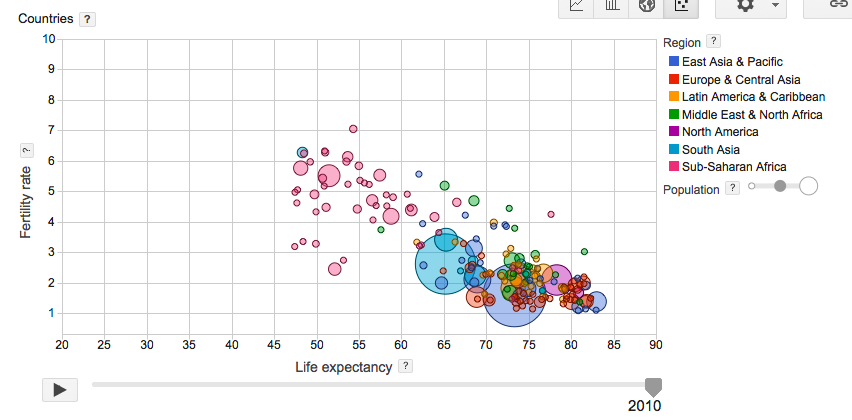 Countries ?
Region ?
East Asia & Pacific
Europe & Central Asia
Latin America & Caribbean
Middle East & North Africa
North America
South Asia
Sub-Saharan Africa
Population ?
Fertility rate ?
10
9
8
7
6
5
4
3
2
1
20 25 30 35 40 45 50 55 60 65 70 75 80 85 90
Life expectancy ?
2010